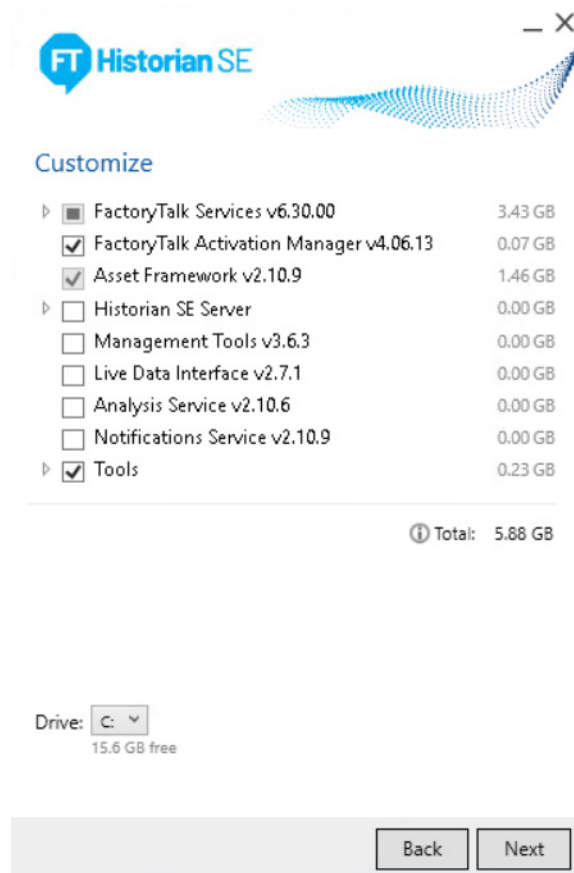 FT Historian SE
Customize
FactoryTalk Services v6.30.00 3.43 GB
FactoryTalk Activation Manager v4.06.13 0.07 GB
Asset Framework v2.10.9 1.46 GB
Historian SE Server 0.00 GB
Management Tools v3.6.3 0.00 GB
Live Data Interface v2.7.1 0.00 GB
Analysis Service v2.10.6 0.00 GB
Notifications Service v2.10.9 0.00 GB
Tools 0.23 GB
Total: 5.88 GB
Drive: C:
15.6 GB free
Back Next